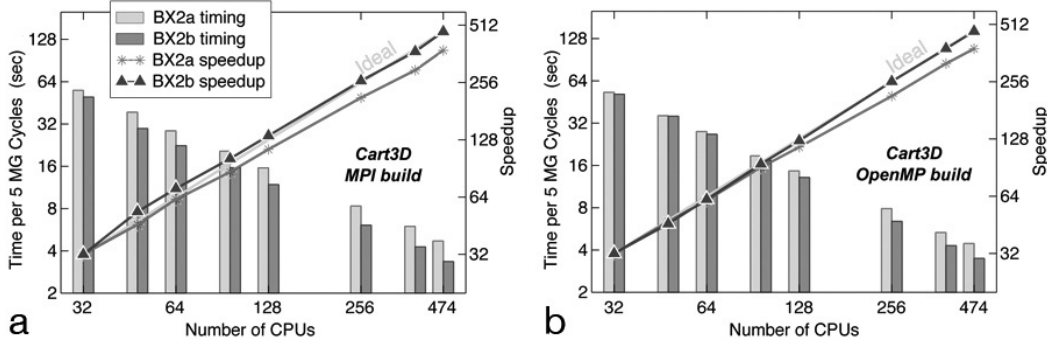 BX2a timing
BX2b timing
BX2a speedup
BX2b speedup
Time per 5 MG Cycles (sec)
128
64
32
16
8
4
2
Ideal
Cart3D
MPI build
512
256
128
64
32
Speedup
32
64
128
256
474
Number of CPUs
a
Time per 5 MG Cycles (sec)
128
64
32
16
8
4
2
Ideal
Cart3D
OpenMP build
512
256
128
64
32
Speedup
32
64
128
256
474
Number of CPUs
b